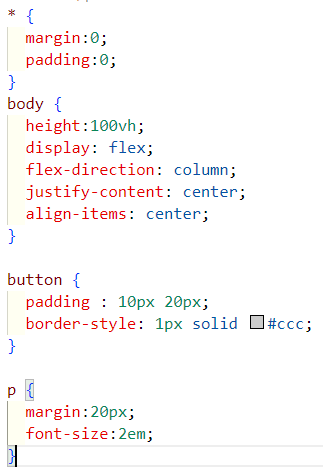 * {
margin:0;
padding:0;
}
body {
height:100vh;
display: flex;
flex-direction: column;
justify-content: center;
align-items: center;
}
button {
padding : 10px 20px;
border-style: 1px solid #ccc;
}
p {
margin:20px;
font-size:2em;
}